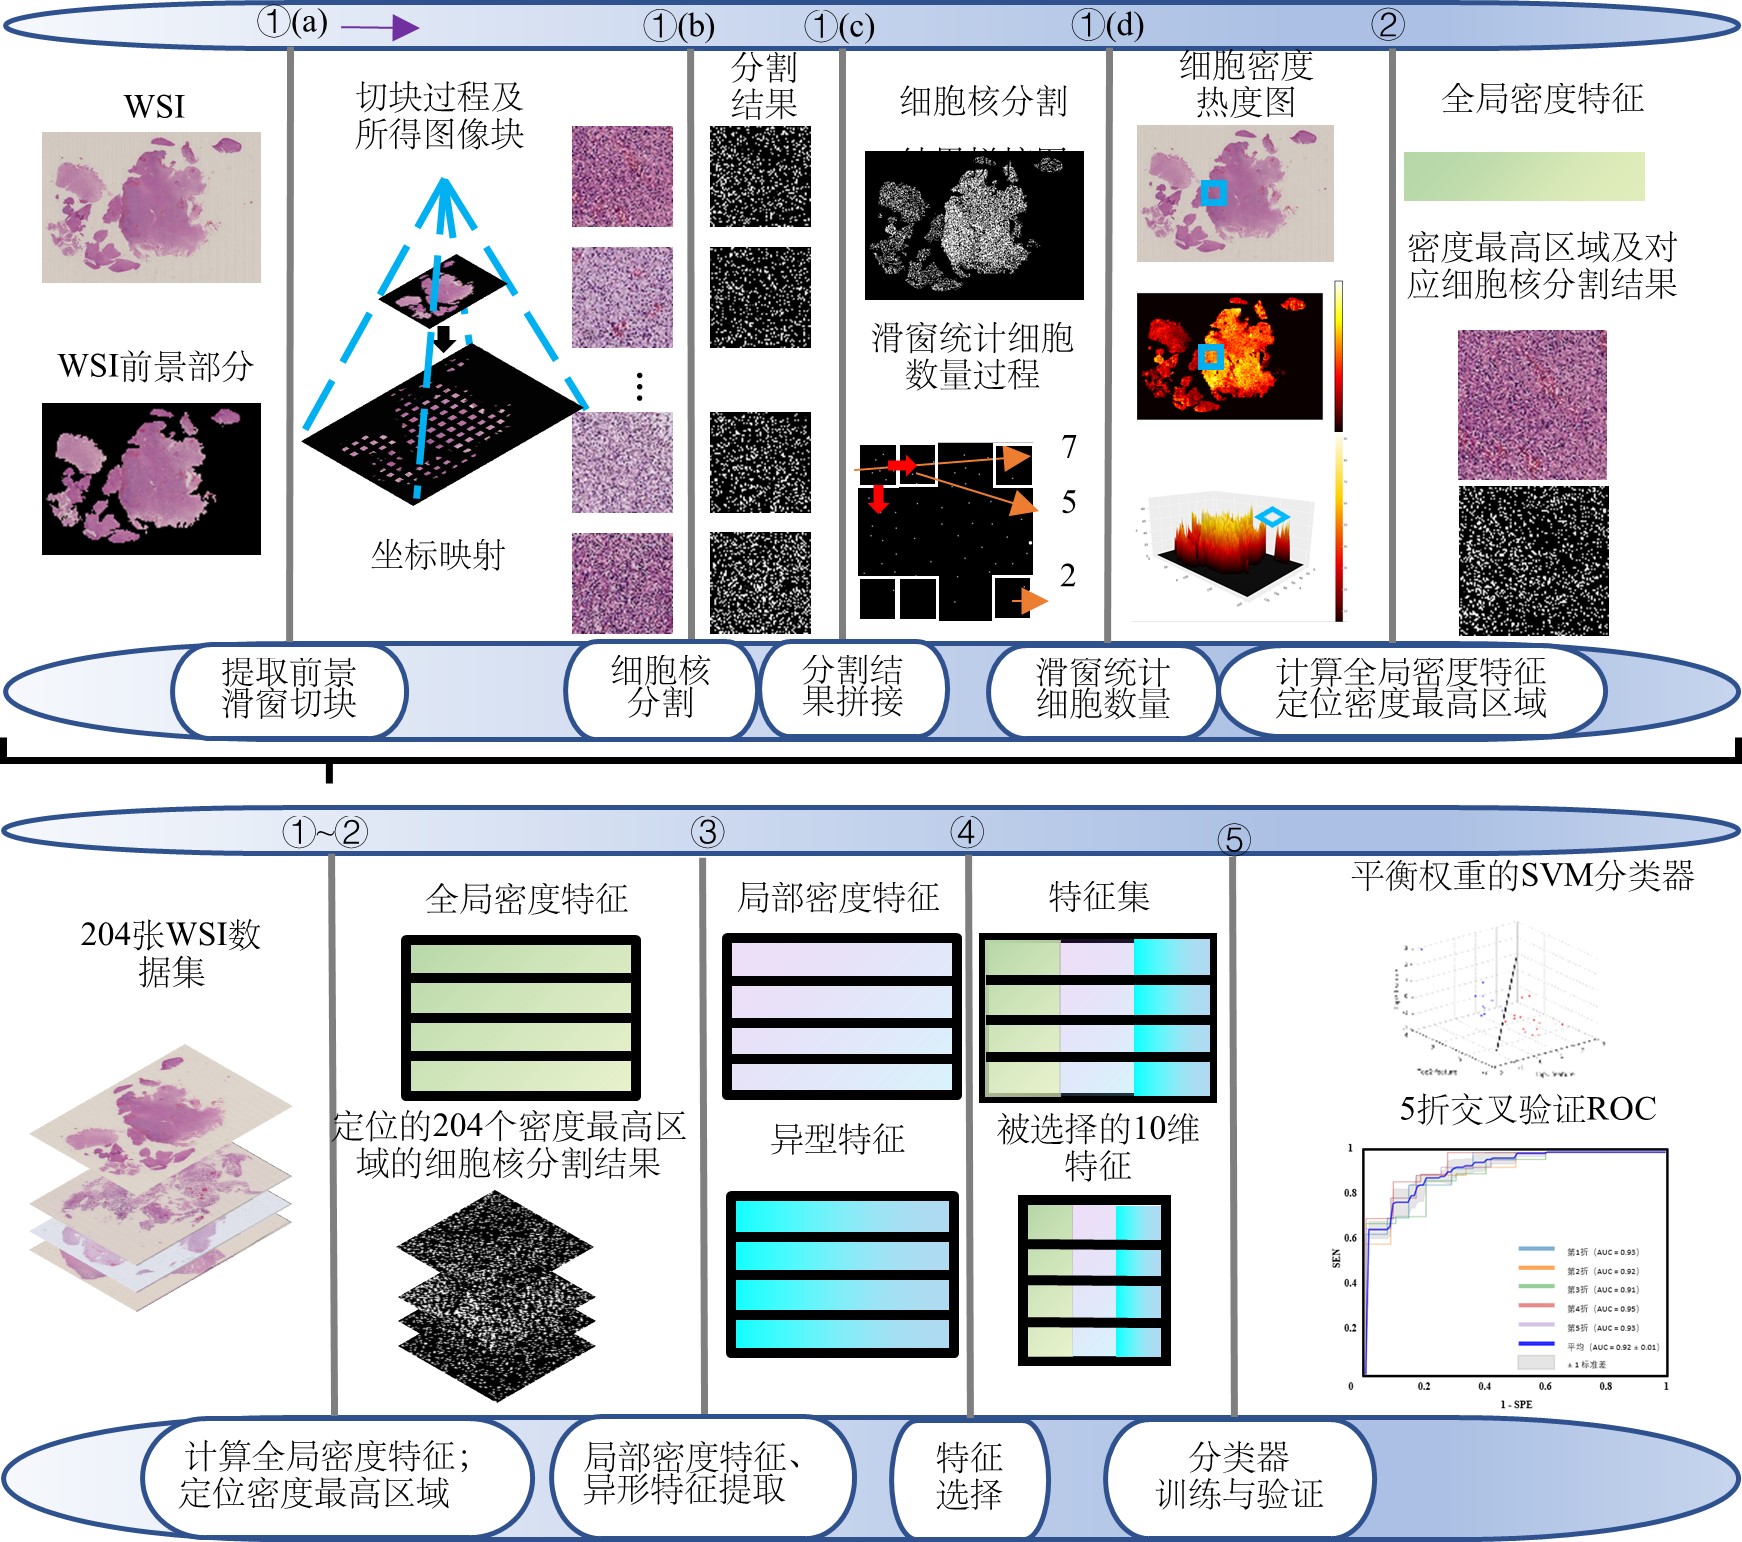 ①(a)
①(b)
①(c)
①(d)
②
WSI
WSI前景部分
切块过程及
所得图像块
坐标映射
⋮
分割
结果
细胞核分割
滑窗统计细胞
数量过程
7
5
2
细胞密度
热度图
全局密度特征
密度最高区域及对
应细胞核分割结果
提取前景
滑窗切块
细胞核
分割
分割结
果拼接
滑窗统计
细胞数量
计算全局密度特征
定位密度最高区域
①~②
③
④
⑤
204张WSI数
据集
全局密度特征
定位的204个密度最高区
域的细胞核分割结果
局部密度特征
异型特征
特征集
被选择的10维
特征
平衡权重的SVM分类器
5折交叉验证ROC
1
0.8
0.6
0.4
0.2
0
0.2
0.4
0.6
0.8
1
SEN
1 - SPE
第1折（AUC = 0.93）
第2折（AUC = 0.92）
第3折（AUC = 0.91）
第4折（AUC = 0.95）
第5折（AUC = 0.93）
平均（AUC = 0.92 ± 0.01）
± 1 标准差
计算全局密度特征；
定位密度最高区域
局部密度特征、
异形特征提取
特征
选择
分类器
训练与验证